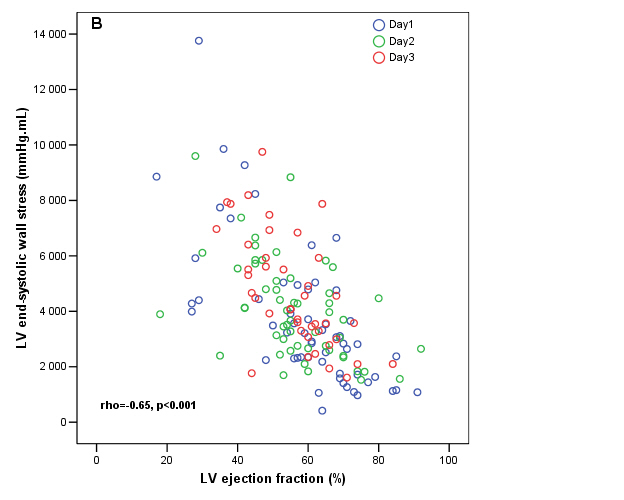 B
Day1
Day2
Day3
14 000
12 000
10 000
8 000
6 000
4 000
2 000
0
LV end-systolic wall stress (mmHg.mL)
rho=-0.65, p<0.001
0 20 40 60 80 100
LV ejection fraction (%)